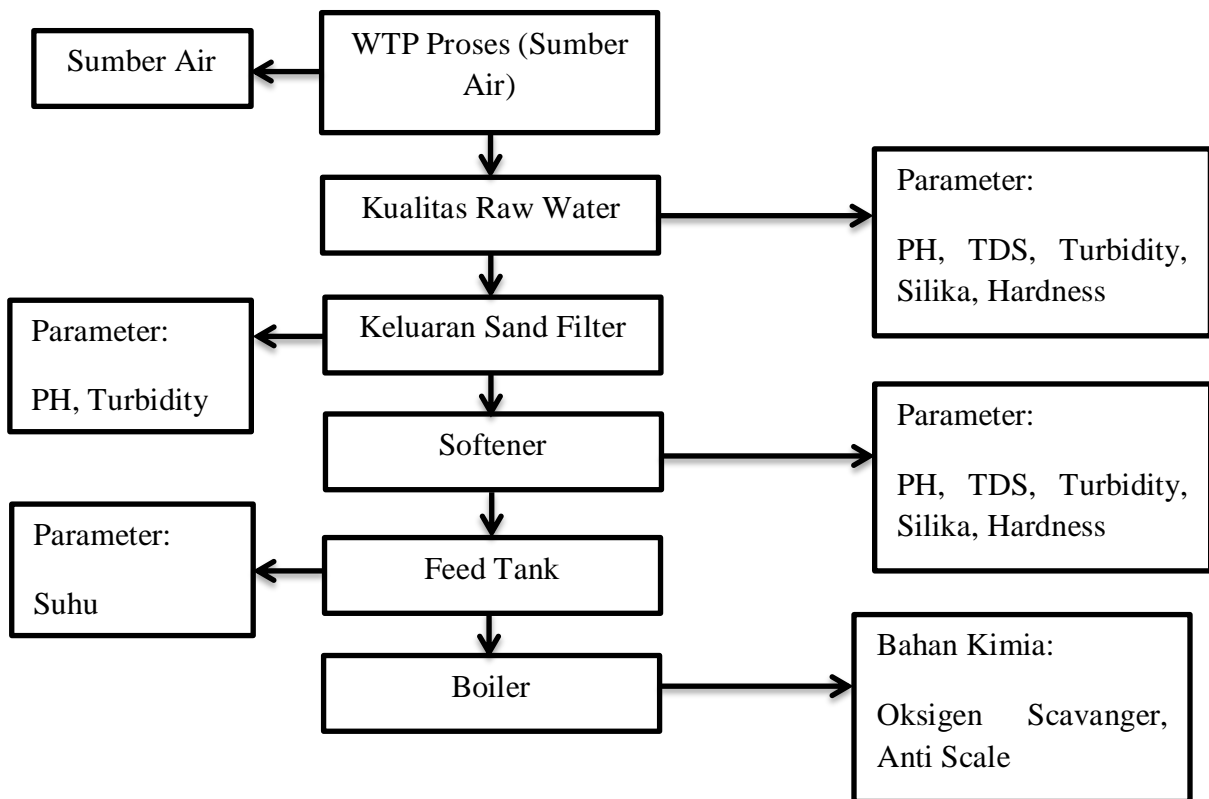 Sumber Air
WTP Proses (Sumber
Air)
Kualitas Raw Water
Parameter:
PH, TDS, Turbidity,
Silika, Hardness
Keluaran Sand Filter
Parameter:
PH, Turbidity
Softener
Parameter:
PH, TDS, Turbidity,
Silika, Hardness
Feed Tank
Parameter:
Suhu
Boiler
Bahan Kimia:
Oksigen Scavanger,
Anti Scale